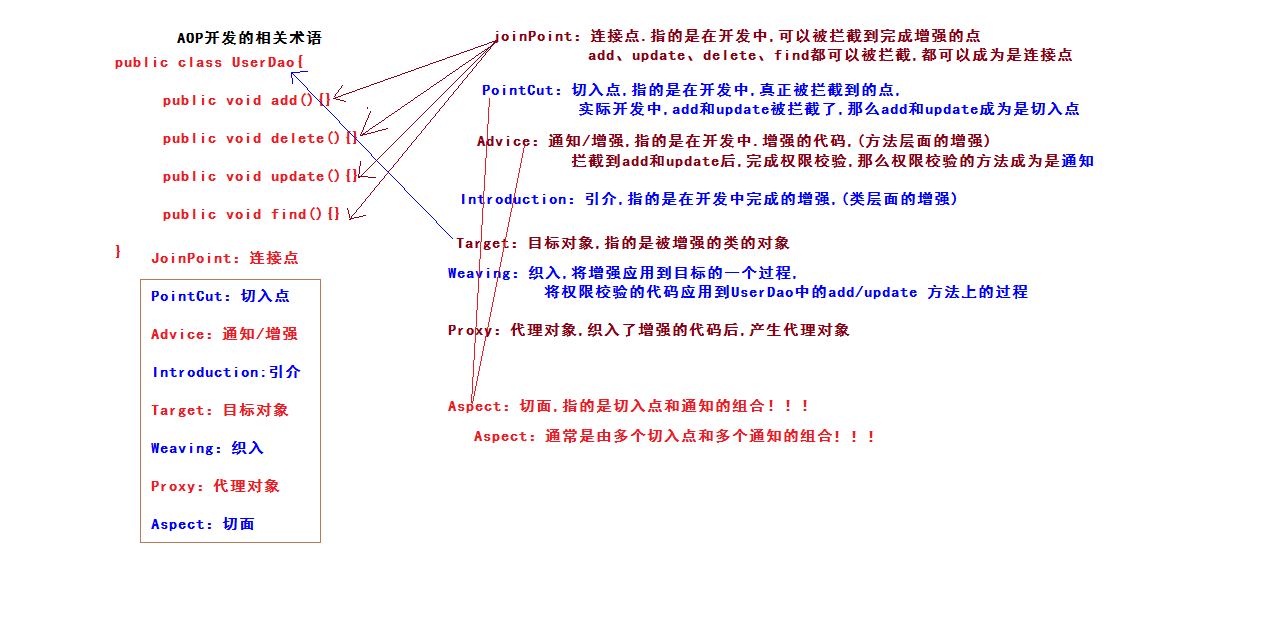 AOP开发的相关术语
public class UserDao{
public void add(){}
public void delete(){}
public void update(){}
public void find(){}
}
JoinPoint: 连接点
PointCut: 切入点
Advice: 通知/增强
Introduction:引介
Target: 目标对象
Weaving: 织入
Proxy: 代理对象
Aspect: 切面
joinPoint: 连接点.指的是在开发中,可以被拦截到完成增强的点
add、update、delete、find都可以被拦截,都可以成为是连接点
PointCut: 切入点,指的是在开发中,真正被拦截到的点,
实际开发中,add和update被拦截了,那么add和update成为是切入点
Advice: 通知/增强,指的是在开发中.增强的代码,(方法层面的增强)
拦截到add和update后,完成权限校验,那么权限校验的方法成为是通知
Introduction: 引介,指的是在开发中完成的增强,(类层面的增强)
Target: 目标对象,指的是被增强的类的对象
Weaving: 织入,将增强应用到目标的一个过程,
将权限校验的代码应用到UserDao中的add/update 方法上的过程
Proxy: 代理对象,织入了增强的代码后,产生代理对象
Aspect: 切面,指的是切入点和通知的组合!!!
Aspect: 通常是由多个切入点和多个通知的组合!!!